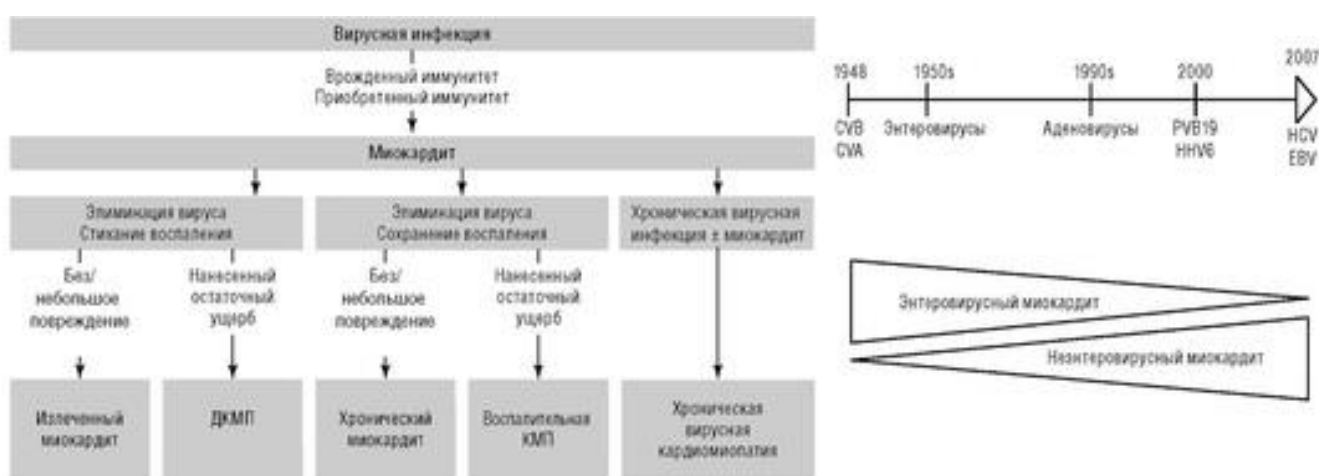 Вирусная инфекция
Врожденный иммунитет
Приобретенный иммунитет
Миокардит
Элиминация вируса
Стихание воспаления
Элиминация вируса
Сохранение воспаления
Хроническая вирусная
инфекция ± миокардит
Без/
небольшое
повреждение
Нанесенный
остаточный
ущерб
Без/
небольшое
повреждение
Нанесенный
остаточный
ущерб
Излеченный
миокардит
ДКМП
Хронический
миокардит
Воспалительная
КМП
Хроническая
вирусная
кардиомиопатия
1948 1950s 1990s 2000 2007
CVB Энтеровирусы Аденовирусы PVB19 HCV
CVA HHV6 EBV
Энтеровирусный миокардит
Неэнтеровирусный миокардит